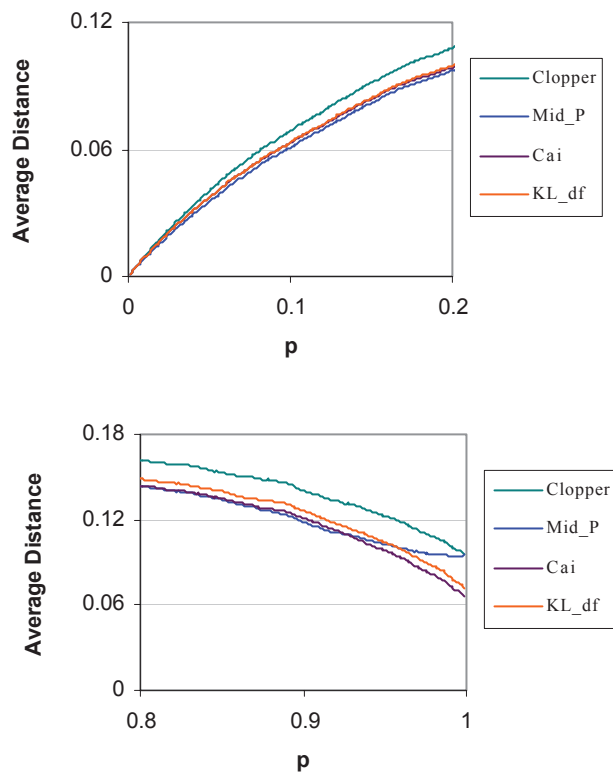 0.12
0.06
0
Average Distance
0
0.1
0.2
p
Clopper
Mid_P
Cai
KL_df
0.18
0.12
0.06
0
Average Distance
0.8
0.9
1
p
Clopper
Mid_P
Cai
KL_df